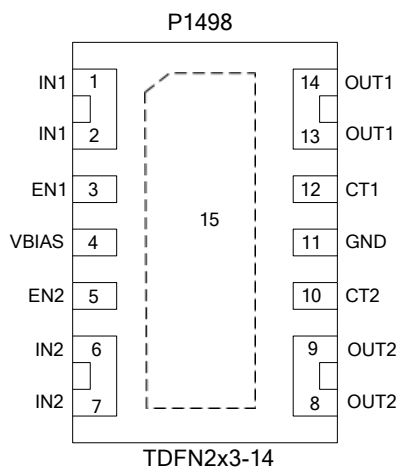 P1498
IN1 1 14 OUT1
IN1 2 13 OUT1
EN1 3 12 CT1
15
VBIAS 4 11 GND
EN2 5 10 CT2
IN2 6 9 OUT2
IN2 7 8 OUT2
TDFN2x3-14